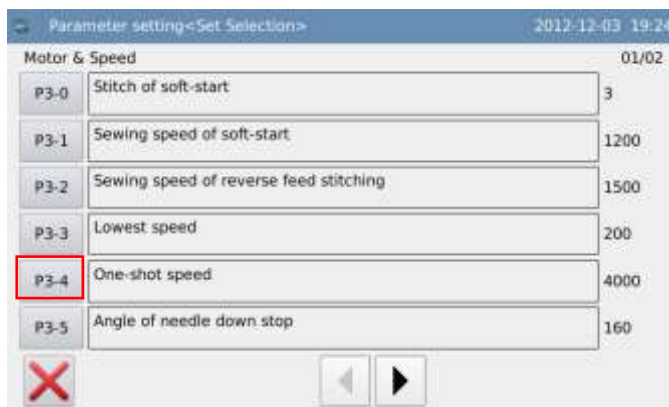 Parameter setting<Set Selection> 2012-12-03 19:24
Motor & Speed 01/02
P3-0 Stitch of soft-start 3
P3-1 Sewing speed of soft-start 1200
P3-2 Sewing speed of reverse feed stitching 1500
P3-3 Lowest speed 200
P3-4 One-shot speed 4000
P3-5 Angle of needle down stop 160